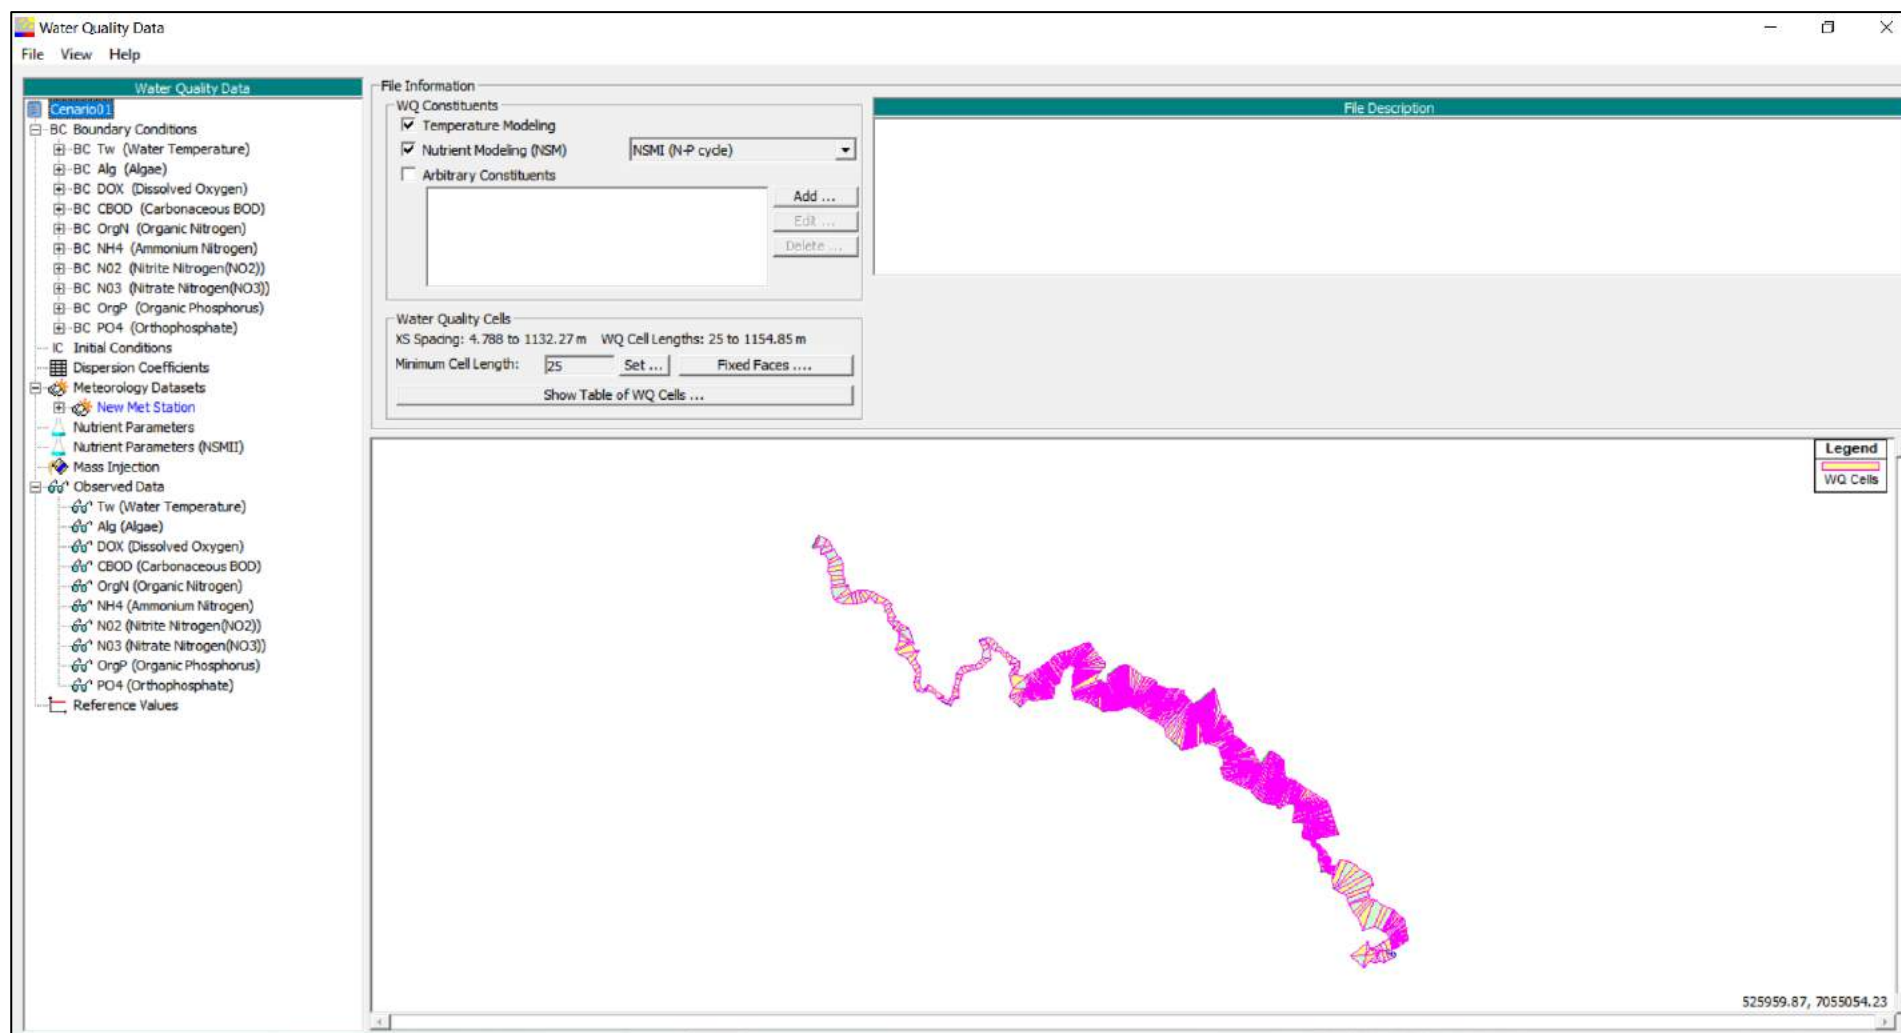 Water Quality Data
File View Help
Water Quality Data
Cenario01
BC Boundary Conditions
BC Tw (Water Temperature)
BC Alg (Algae)
BC DOX (Dissolved Oxygen)
BC CBOD (Carbonaceous BOD)
BC OrgN (Organic Nitrogen)
BC NH4 (Ammonium Nitrogen)
BC N02 (Nitrite Nitrogen(NO2))
BC N03 (Nitrate Nitrogen(NO3))
BC OrgP (Organic Phosphorus)
BC PO4 (Orthophosphate)
IC Initial Conditions
Dispersion Coefficients
Meteorology Datasets
New Met Station
Nutrient Parameters
Nutrient Parameters (NSMII)
Mass Injection
Observed Data
Tw (Water Temperature)
Alg (Algae)
DOX (Dissolved Oxygen)
CBOD (Carbonaceous BOD)
OrgN (Organic Nitrogen)
NH4 (Ammonium Nitrogen)
N02 (Nitrite Nitrogen(NO2))
N03 (Nitrate Nitrogen(NO3))
OrgP (Organic Phosphorus)
PO4 (Orthophosphate)
Reference Values
File Information
WQ Constituents
Temperature Modeling
Nutrient Modeling (NSM) NSMI (N-P cycle)
Arbitrary Constituents
Add ...
Edit ...
Delete ...
File Description
Water Quality Cells
XS Spacing: 4.788 to 1132.27 m WQ Cell Lengths: 25 to 1154.85 m
Minimum Cell Length: 25 Set ... Fixed Faces ....
Show Table of WQ Cells ...
Legend
WQ Cells
525959.87, 7055054.23